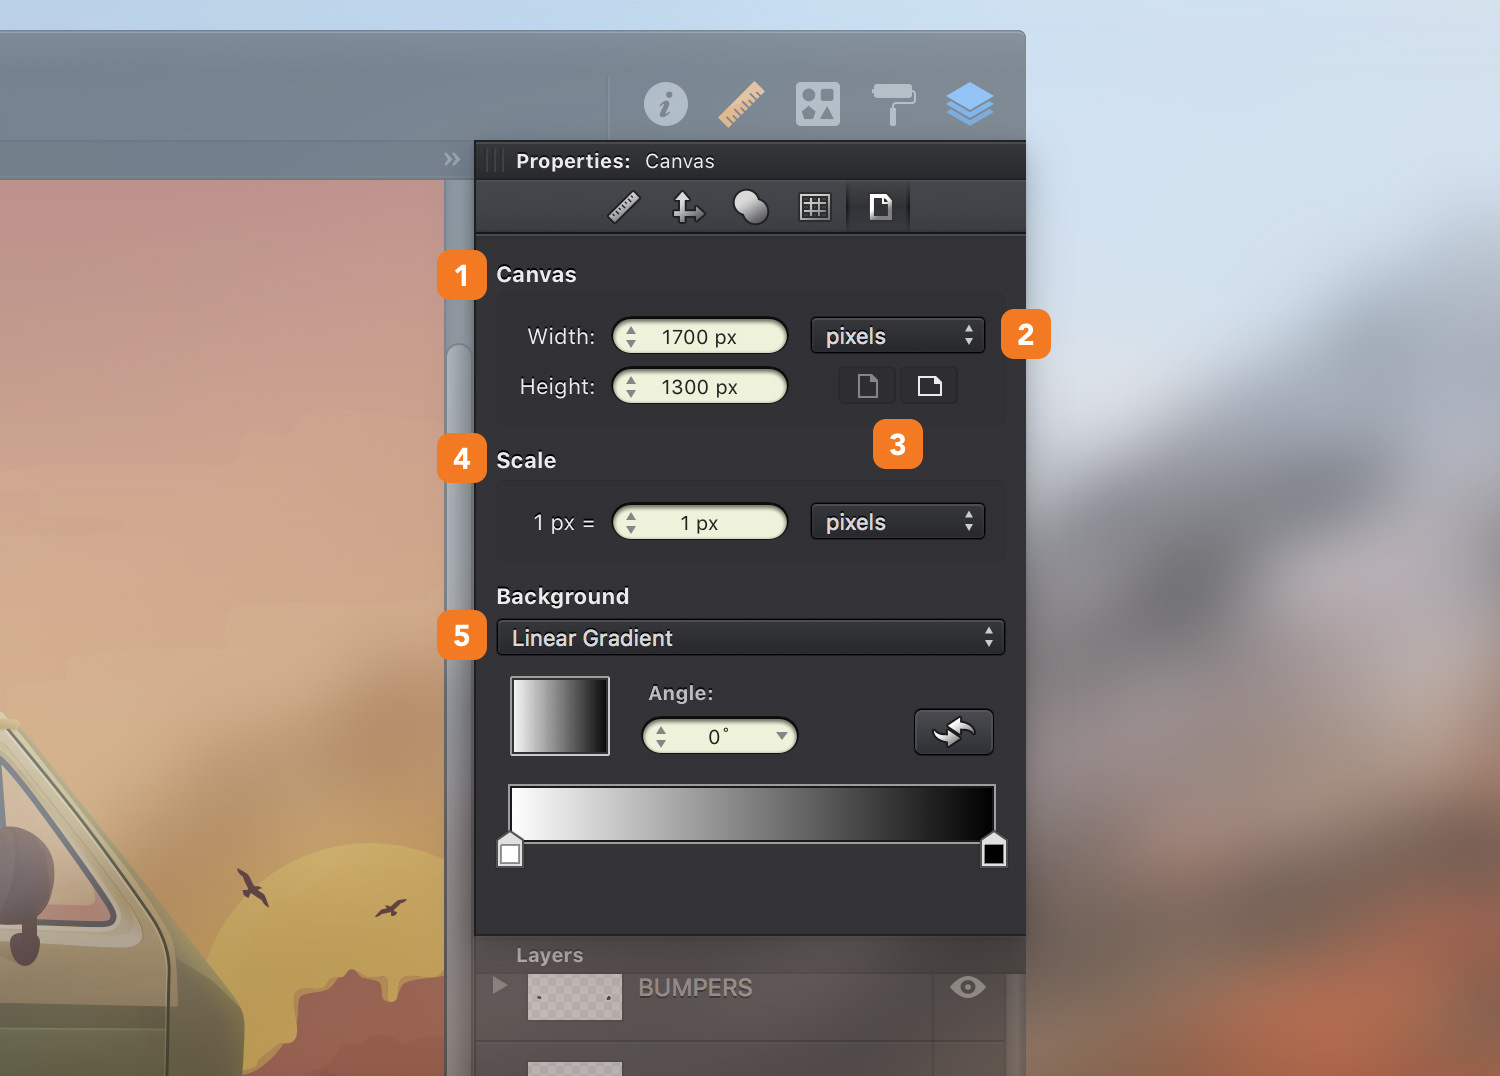 Properties: Canvas
1 Canvas
Width: 1700 px pixels 2
Height: 1300 px
3
4 Scale
1 px = 1 px pixels
Background
5 Linear Gradient
Angle:
0°
Layers
BUMPERS